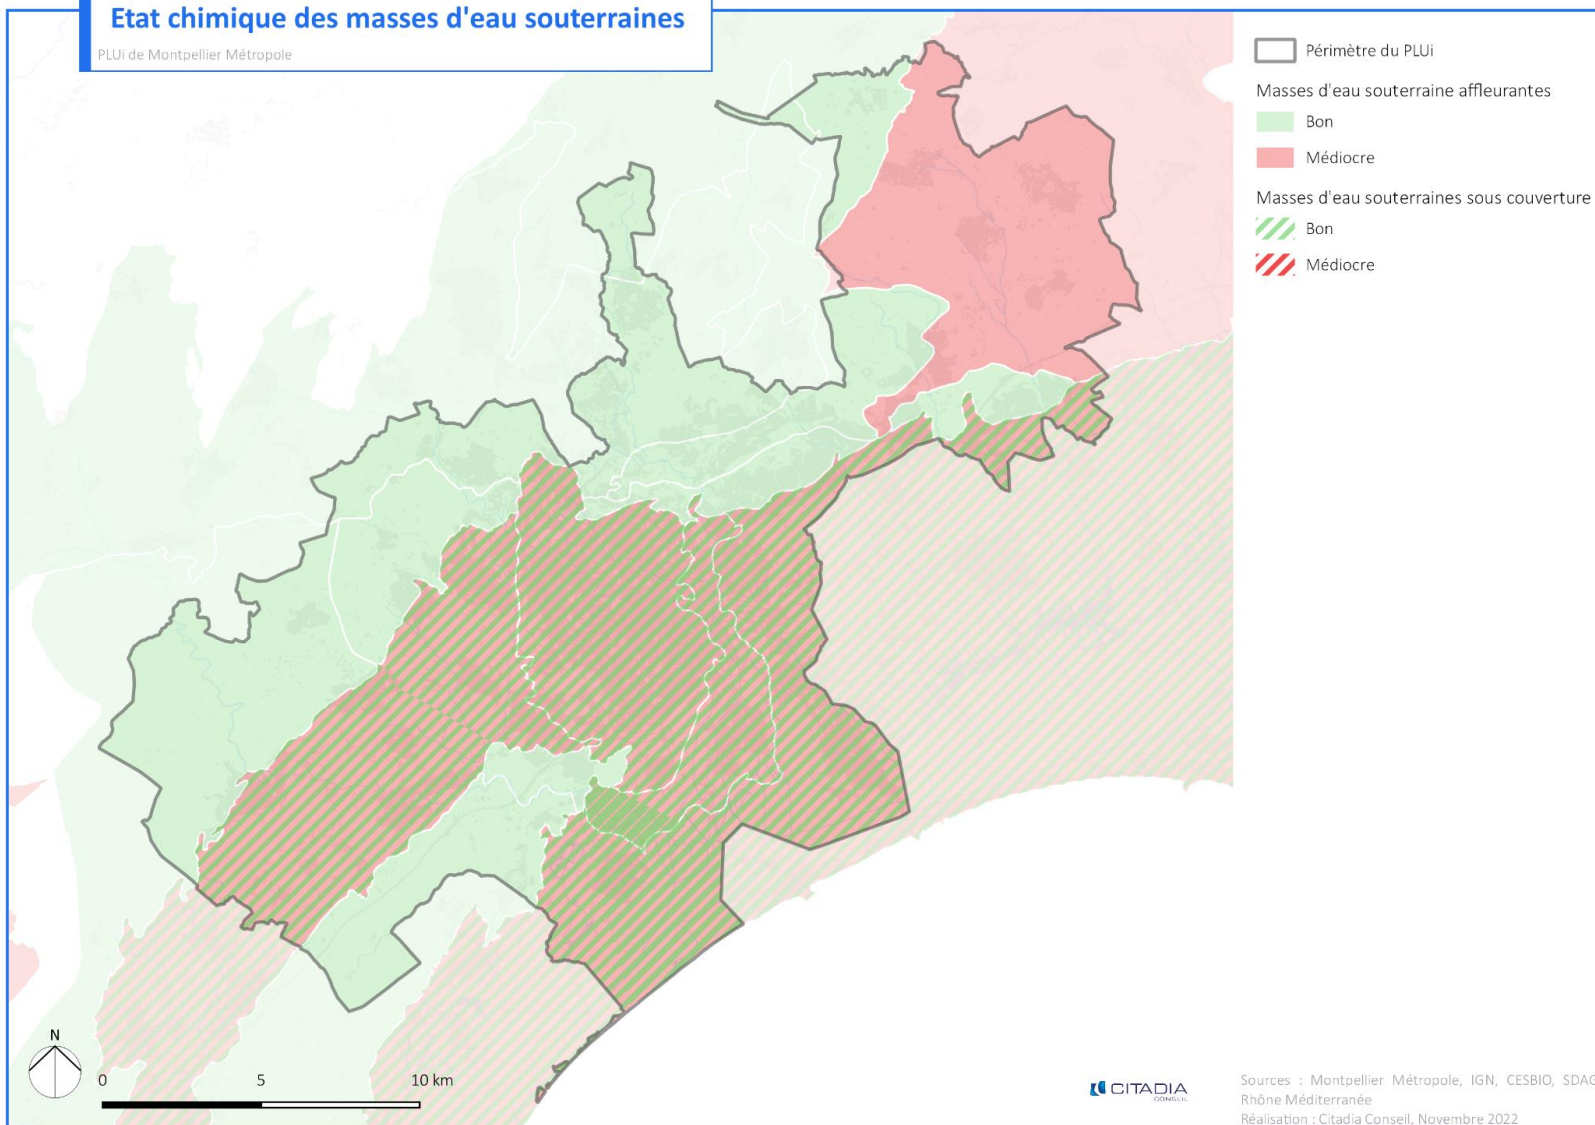 Etat chimique des masses d'eau souterraines
PLUi de Montpellier Métropole
Périmètre du PLUi
Masses d'eau souterraine affleurantes
Bon
Médiocre
Masses d'eau souterraines sous couverture
Bon
Médiocre
N
0 5 10 km
CITADIA
CONSEIL
Sources : Montpellier Métropole, IGN, CESBIO, SDAG
Rhône Méditerranée
Réalisation : Citadia Conseil, Novembre 2022